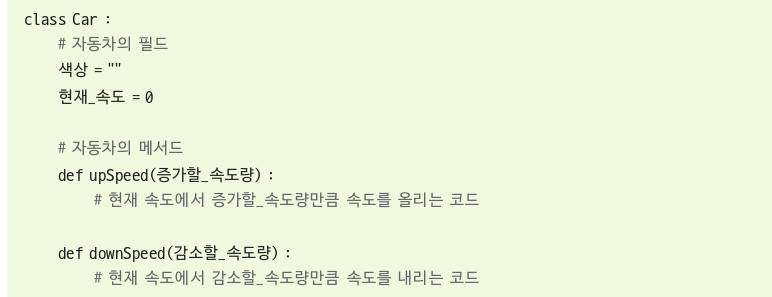 class Car :
# 자동차의 필드
색상 = ""
현재_속도 = 0
# 자동차의 메서드
def upSpeed(증가할_속도량) :
# 현재 속도에서 증가할_속도량만큼 속도를 올리는 코드
def downSpeed(감소할_속도량) :
# 현재 속도에서 감소할_속도량만큼 속도를 내리는 코드